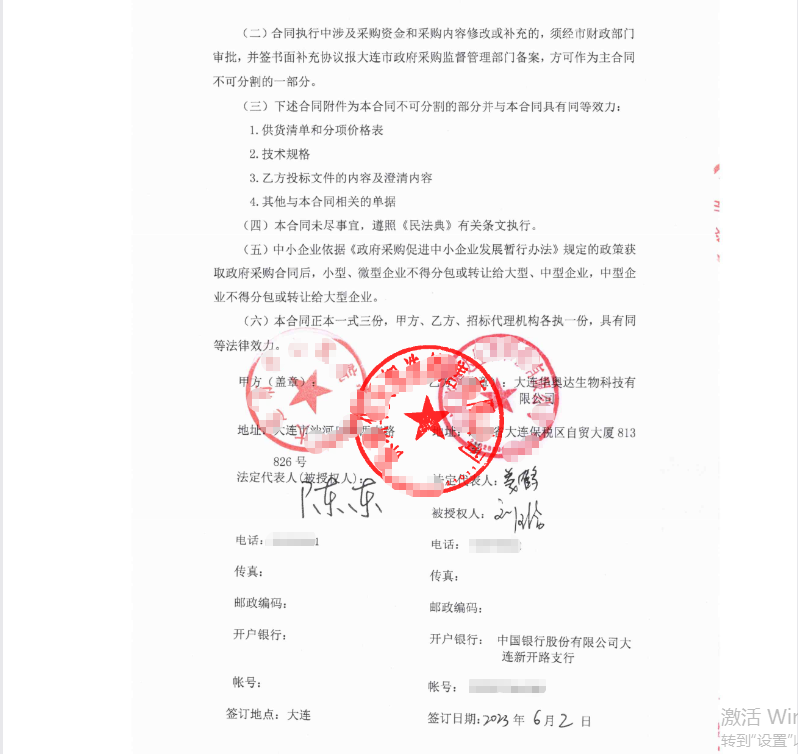 （二）合同执行中涉及采购资金和采购内容修改或补充的，须经市财政部门
审批，并签书面补充协议报大连市政府采购监督管理部门备案，方可作为主合同
不可分割的一部分。
（三）下述合同附件为本合同不可分割的部分并与本合同具有同等效力：
1.供货清单和分项价格表
2.技术规格
3.乙方投标文件的内容及澄清内容
4.其他与本合同相关的单据
（四）本合同未尽事宜，遵照《民法典》有关条文执行。
（五）中小企业依据《政府采购促进中小企业发展暂行办法》规定的政策获
取政府采购合同后，小型、微型企业不得分包或转让给大型、中型企业，中型企
业不得分包或转让给大型企业。
（六）本合同正本一式三份，甲方、乙方、招标代理机构各执一份，具有同
等法律效力。
甲方（盖章）：
地址：大连 沙河
826 号
法定代表人(被授权人)：
陈东东
电话：
传真：
邮政编码：
开户银行：
帐号：
签订地点：大连
：大连华奥达生物科技有
限公司
地址： 省大连保税区自贸大厦 813
法定代表人：
被授权人：
电话：
传真：
邮政编码：
开户银行： 中国银行股份有限公司大
连新开路支行
帐号：
签订日期：2023 年 6 月 2 日
激活 Win
转到"设置"以